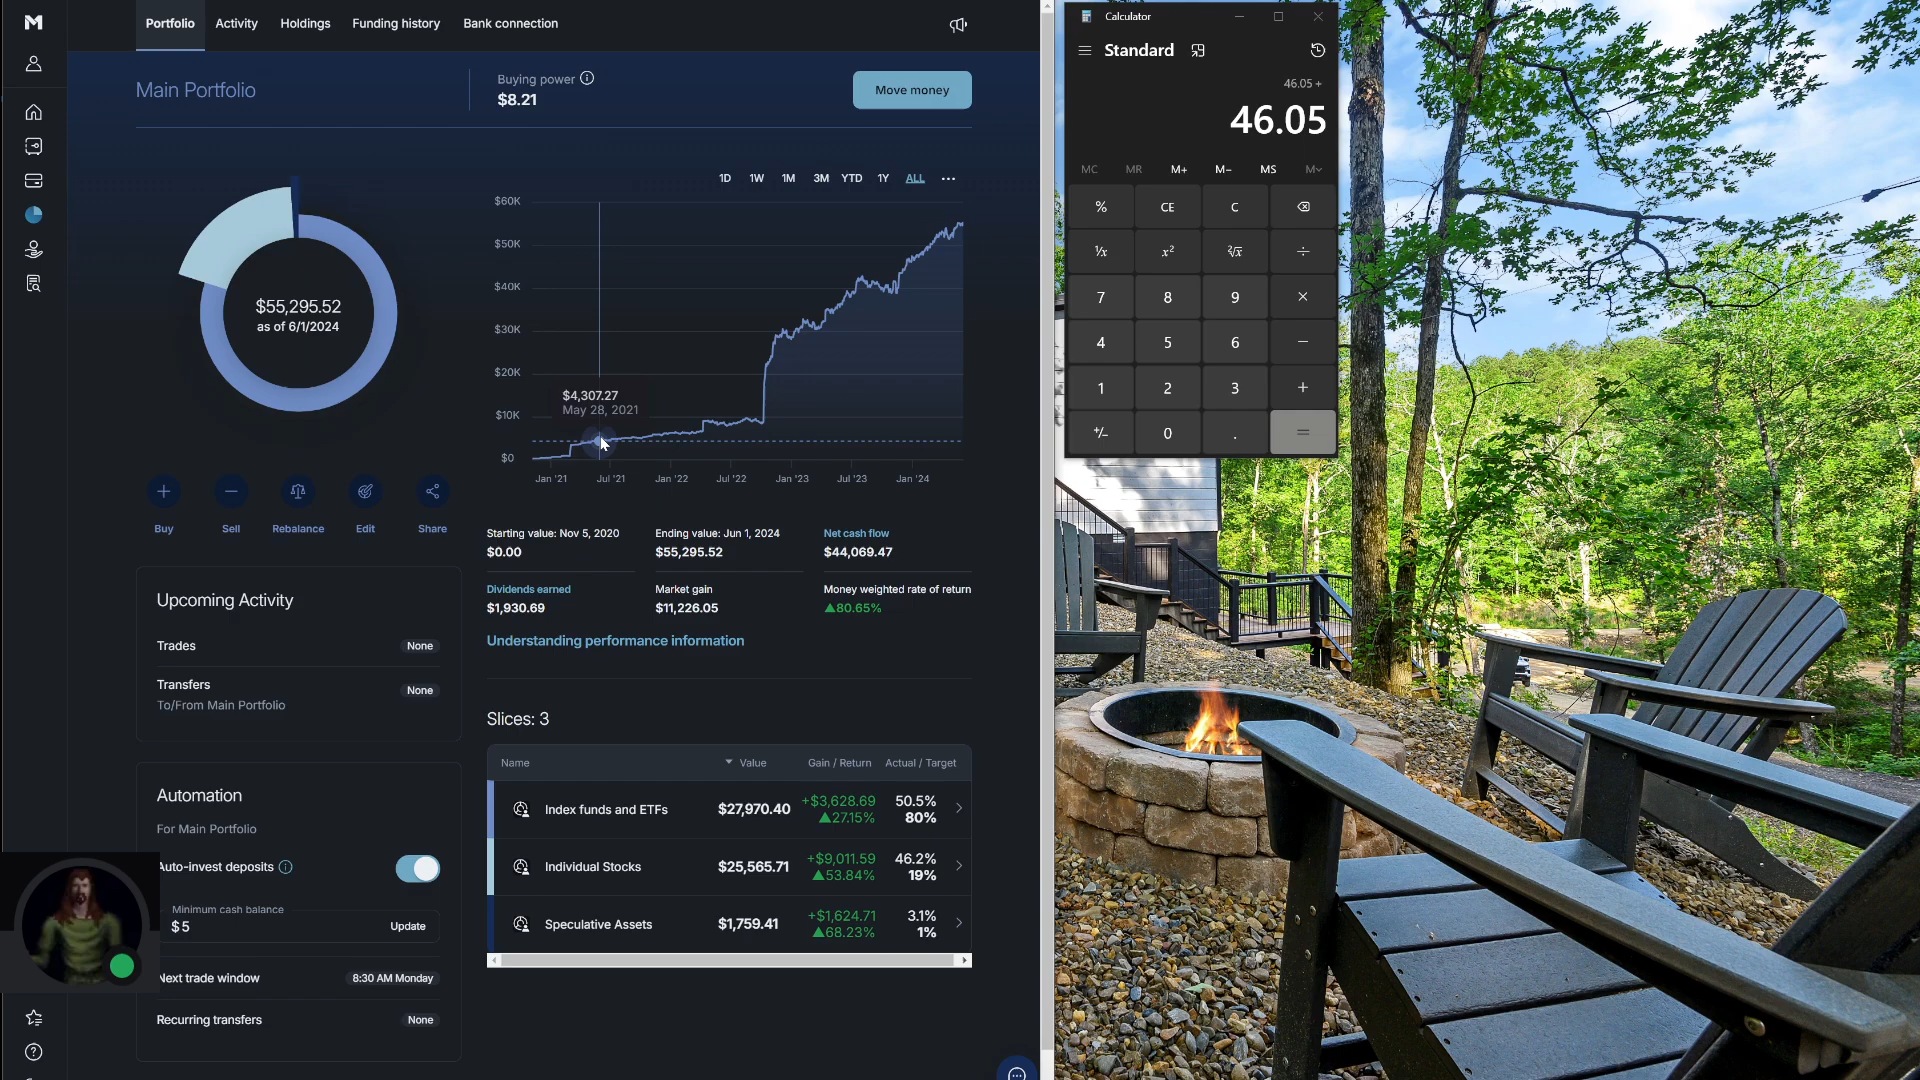 Portfolio
Activity
Holdings
Funding history
Bank connection
Main Portfolio
Buying power
$8.21
Move money
1D
1W
1M
3M
YTD
1Y
ALL
$60K
$50K
$40K
$30K
$20K
$10K
$0
$4,307.27
May 28, 2021
Jan '21
Jul '21
Jan '22
Jul '22
Jan '23
Jul '23
Jan '24
$55,295.52
as of 6/1/2024
Buy
Sell
Rebalance
Edit
Share
Starting value: Nov 5, 2020
$0.00
Ending value: Jun 1, 2024
$55,295.52
Net cash flow
$44,069.47
Dividends earned
$1,930.69
Market gain
$11,226.05
Money weighted rate of return
▲80.65%
Understanding performance information
Upcoming Activity
Trades
None
Transfers
To/From Main Portfolio
None
Automation
For Main Portfolio
Auto-invest deposits
Minimum cash balance
$5
Update
Next trade window
8:30 AM Monday
Recurring transfers
None
Slices: 3
Name
Value
Gain / Return
Actual / Target
Index funds and ETFs
$27,970.40
+$3,628.69
▲27.15%
50.5%
80%
Individual Stocks
$25,565.71
+$9,011.59
▲53.84%
46.2%
19%
Speculative Assets
$1,759.41
+$1,624.71
▲68.23%
3.1%
1%
Calculator
Standard
46.05 +
46.05
MC
MR
M+
M−
MS
M˅
%
CE
C
⌫
¹/x
x²
²√x
÷
7
8
9
×
4
5
6
−
1
2
3
+
+/−
0
.
=